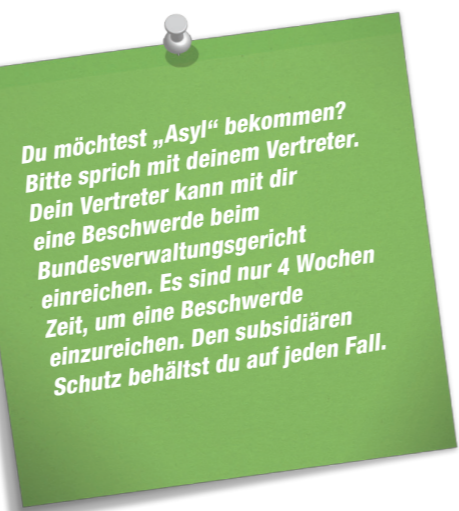 Du möchtest „Asyl“ bekommen?
Bitte sprich mit deinem Vertreter.
Dein Vertreter kann mit dir
eine Beschwerde beim
Bundesverwaltungsgericht
einreichen. Es sind nur 4 Wochen
Zeit, um eine Beschwerde
einzureichen. Den subsidiären
Schutz behältst du auf jeden Fall.